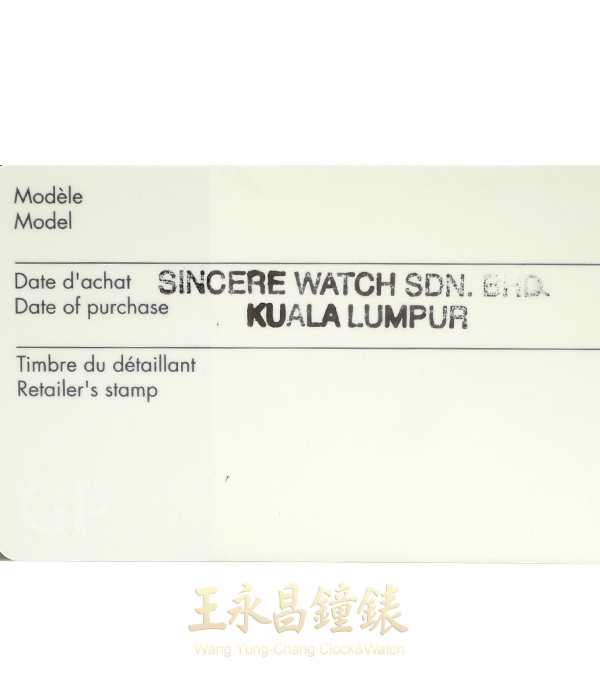 Modèle
Model
Date d'achat
Date of purchase
SINCERE WATCH SDN. BHD.
KUALA LUMPUR
Timbre du détaillant
Retailer's stamp
GP
王永昌鐘錶
Wang Yung-Chang Clock&Watch